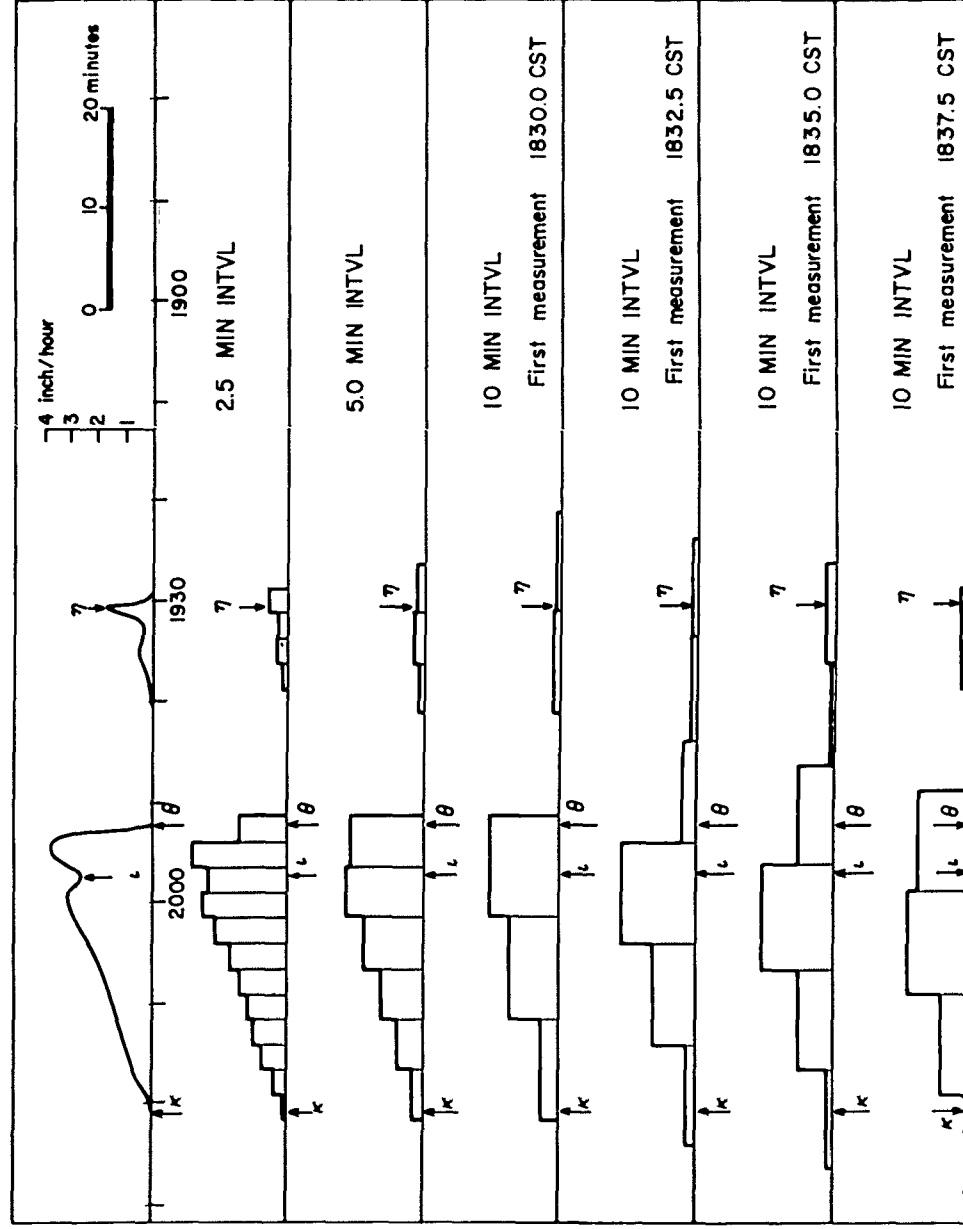 4 inch/hour
3
2
1
0 10 20 minutes
η
θ
ι
κ
1900
1930
2000
2.5 MIN INTVL
η
θ
ι
κ
5.0 MIN INTVL
η
θ
ι
κ
10 MIN INTVL
First measurement 1830.0 CST
η
θ
ι
κ
10 MIN INTVL
First measurement 1832.5 CST
η
θ
ι
κ
10 MIN INTVL
First measurement 1835.0 CST
η
θ
ι
κ
10 MIN INTVL
First measurement 1837.5 CST
η
θ
ι
κ